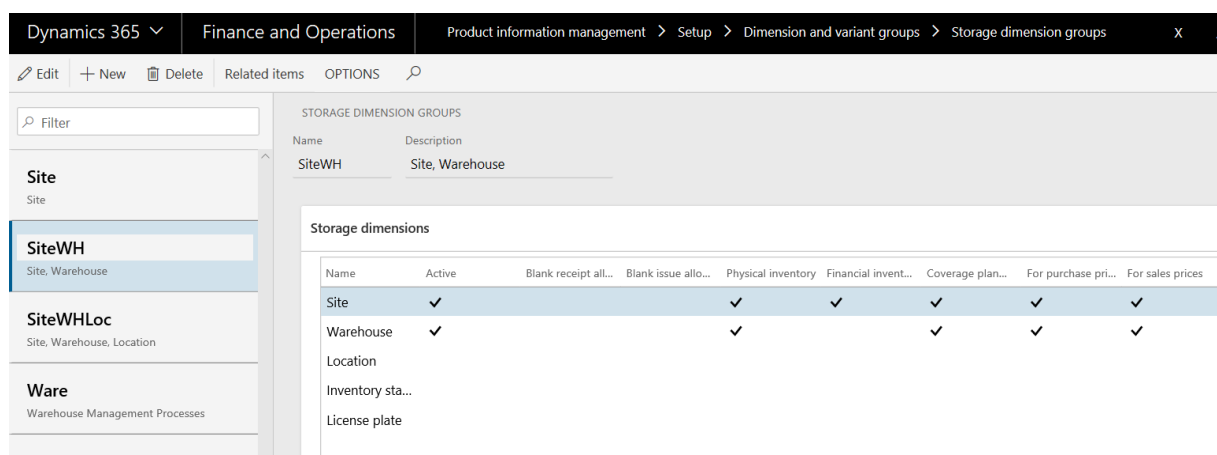 Dynamics 365 Finance and Operations Product information management > Setup > Dimension and variant groups > Storage dimension groups X
Edit + New Delete Related items OPTIONS
Filter
Site
Site
SiteWH
Site, Warehouse
SiteWHLoc
Site, Warehouse, Location
Ware
Warehouse Management Processes
STORAGE DIMENSION GROUPS
Name Description
SiteWH Site, Warehouse
Storage dimensions
Name Active Blank receipt all... Blank issue allo... Physical inventory Financial invent... Coverage plan... For purchase pri... For sales prices
Site
Warehouse
Location
Inventory sta...
License plate